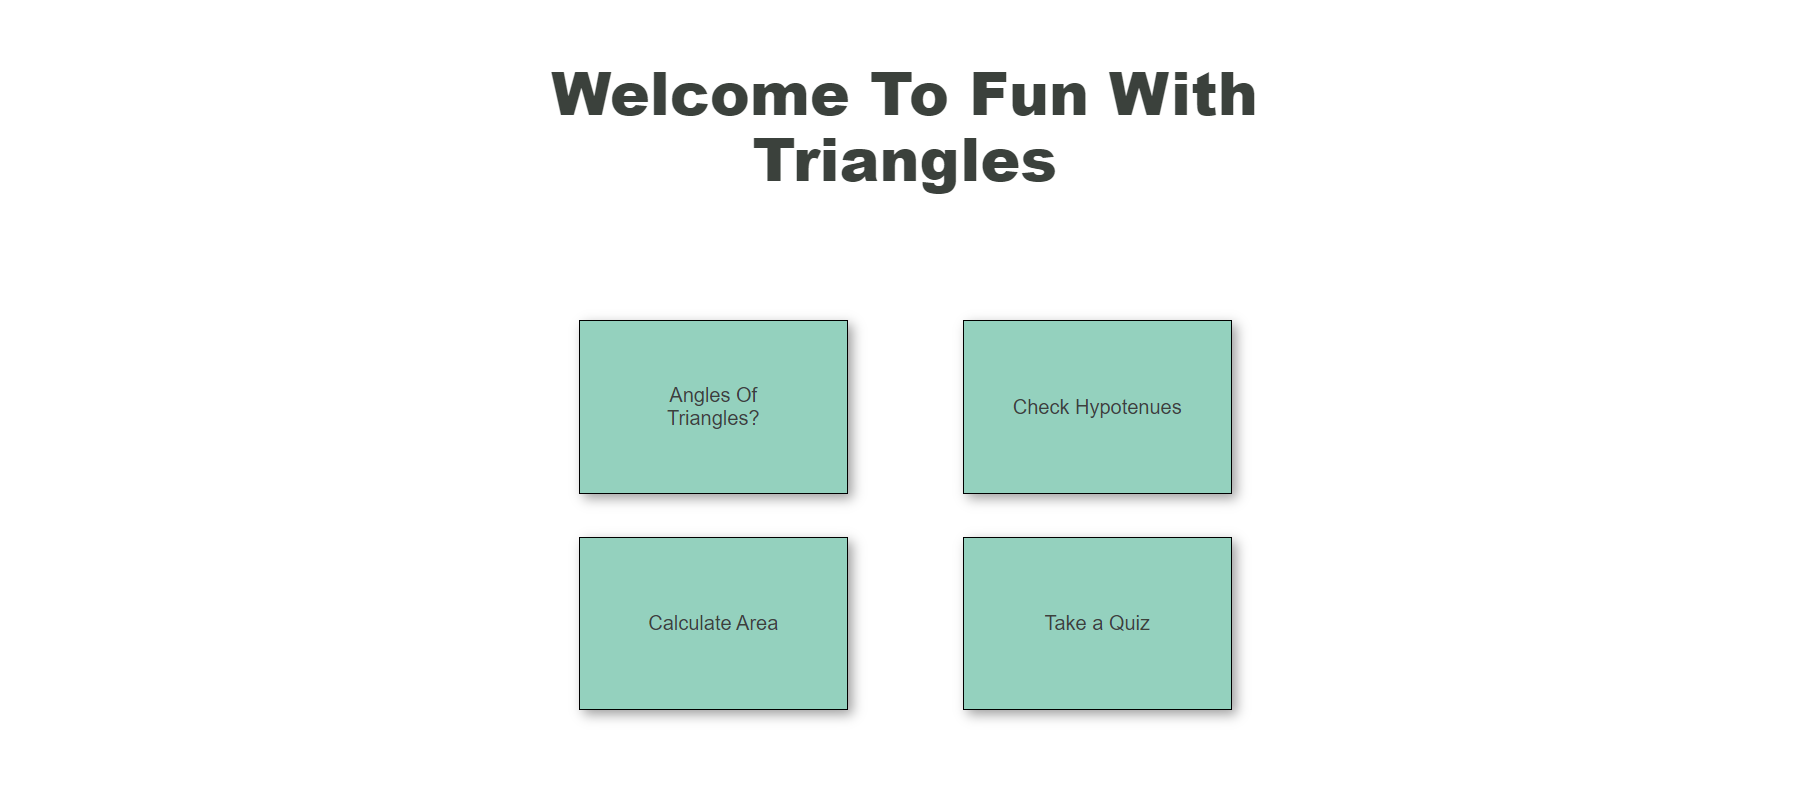 Welcome To Fun With
Triangles
Angles Of
Triangles?
Check Hypotenues
Calculate Area
Take a Quiz